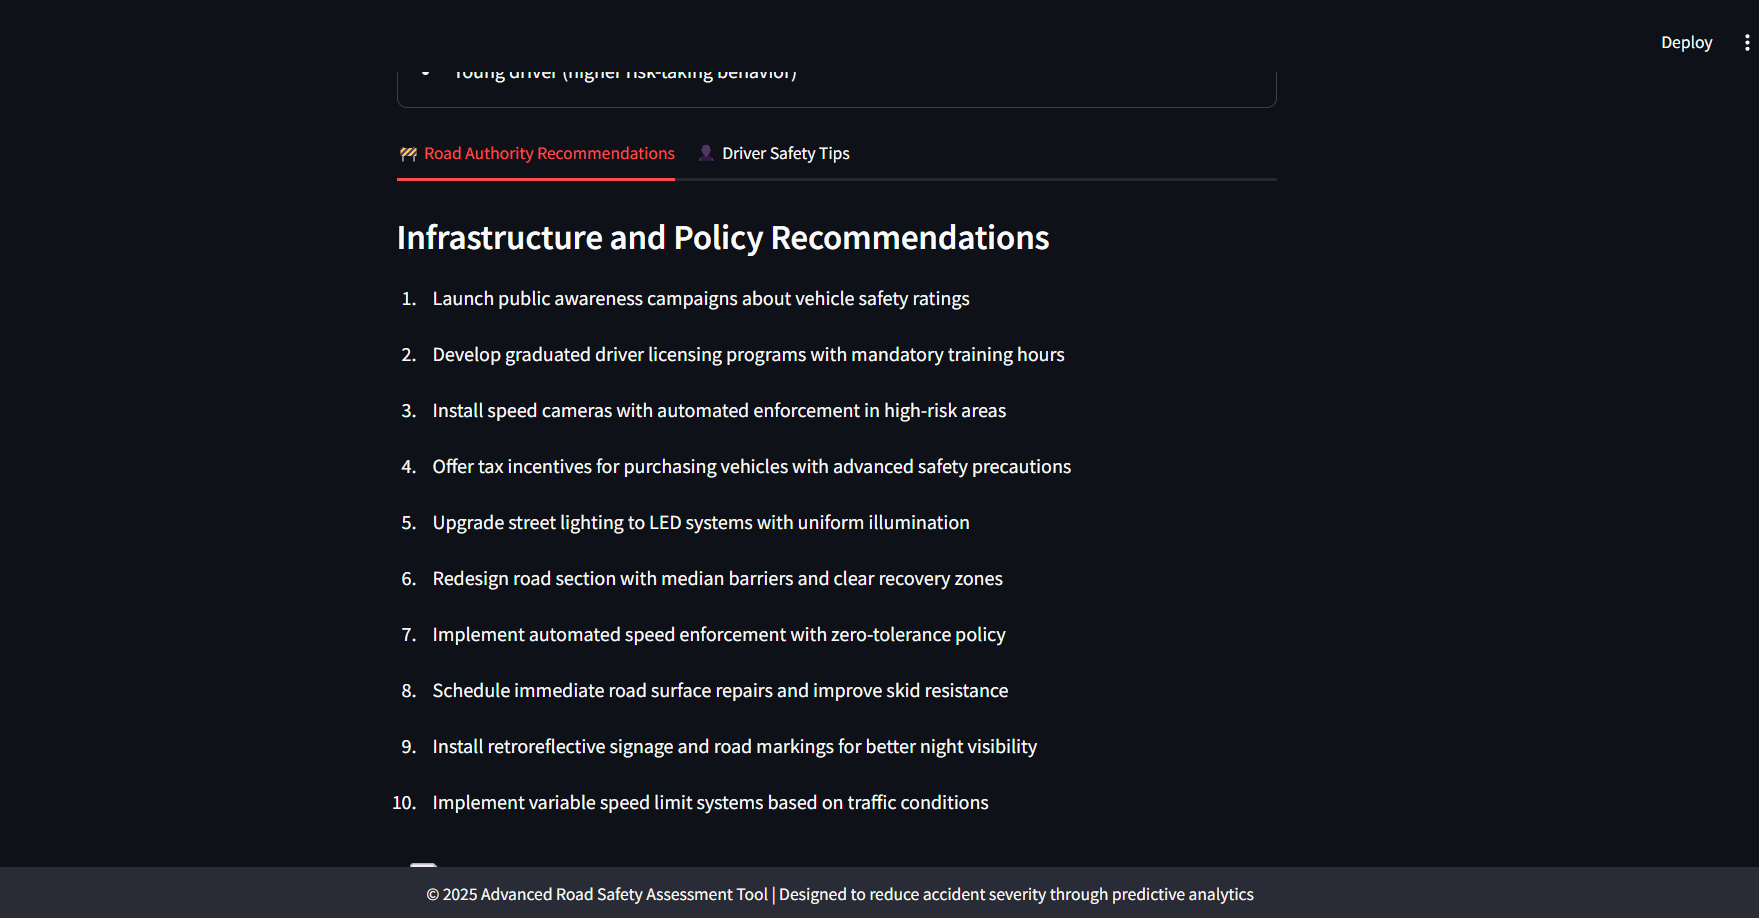 Deploy
Young driver (higher risk-taking behavior)
Road Authority Recommendations
Driver Safety Tips
Infrastructure and Policy Recommendations
1. Launch public awareness campaigns about vehicle safety ratings
2. Develop graduated driver licensing programs with mandatory training hours
3. Install speed cameras with automated enforcement in high-risk areas
4. Offer tax incentives for purchasing vehicles with advanced safety precautions
5. Upgrade street lighting to LED systems with uniform illumination
6. Redesign road section with median barriers and clear recovery zones
7. Implement automated speed enforcement with zero-tolerance policy
8. Schedule immediate road surface repairs and improve skid resistance
9. Install retroreflective signage and road markings for better night visibility
10. Implement variable speed limit systems based on traffic conditions
© 2025 Advanced Road Safety Assessment Tool | Designed to reduce accident severity through predictive analytics